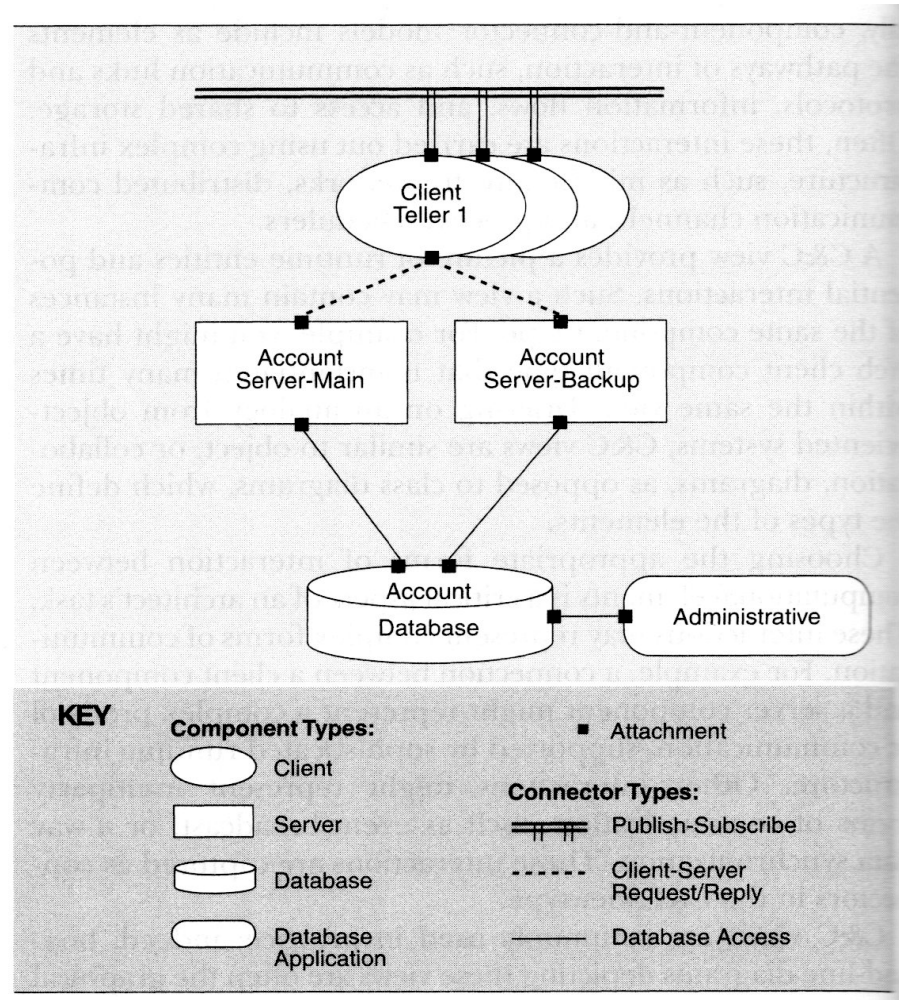 Client
Teller 1
Account
Server-Main
Account
Server-Backup
Account
Database
Administrative
KEY
Component Types:
Client
Server
Database
Database
Application
Attachment
Connector Types:
Publish-Subscribe
Client-Server
Request/Reply
Database Access